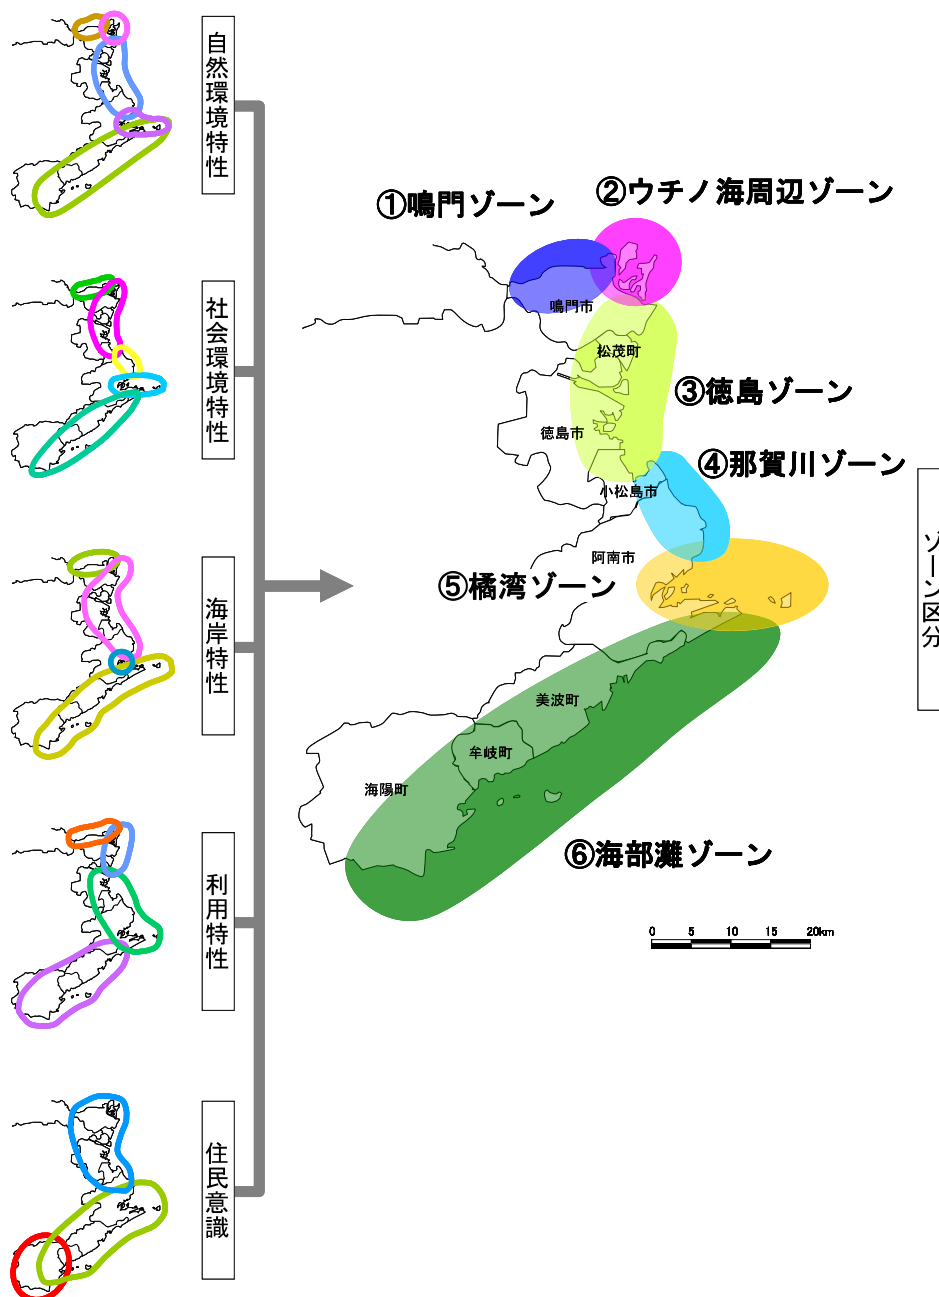 自然環境特性
社会環境特性
海岸特性
利用特性
住民意識
①鳴門ゾーン
②ウチノ海周辺ゾーン
鳴門市
松茂町
③徳島ゾーン
徳島市
④那賀川ゾーン
小松島市
阿南市
⑤橘湾ゾーン
美波町
牟岐町
海陽町
⑥海部灘ゾーン
0 5 10 15 20km
ゾーン区分